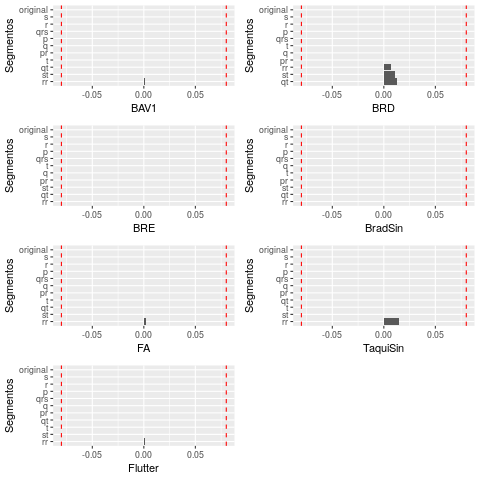 Segmentos
original
s
r
qrs
p
t
q
pr
qt
st
rr
-0.05 0.00 0.05
BAV1
Segmentos
original
s
r
p
qrs
t
q
pr
rr
st
qt
-0.05 0.00 0.05
BRD
Segmentos
original
s
r
p
qrs
q
t
pr
st
qt
rr
-0.05 0.00 0.05
BRE
Segmentos
original
s
r
p
qrs
q
t
pr
st
qt
rr
-0.05 0.00 0.05
BradSin
Segmentos
original
s
r
p
qrs
q
pr
t
qt
st
rr
-0.05 0.00 0.05
FA
Segmentos
original
s
r
p
qrs
q
pr
qt
t
st
rr
-0.05 0.00 0.05
TaquiSin
Segmentos
original
s
r
p
qrs
q
pr
qt
t
st
rr
-0.05 0.00 0.05
Flutter